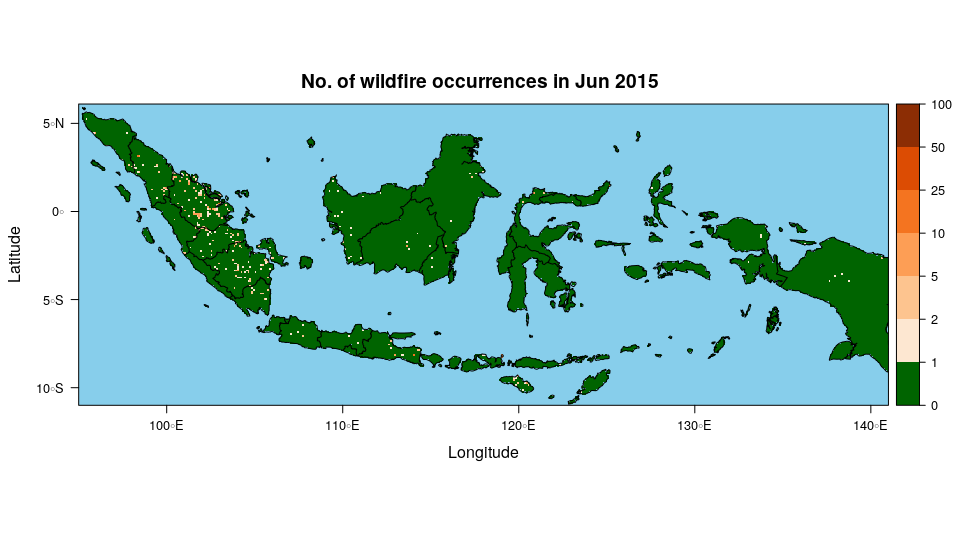 No. of wildfire occurrences in Jun 2015
5◦N
0◦
5◦S
10◦S
Latitude
100◦E
110◦E
120◦E
130◦E
140◦E
Longitude
100
50
25
10
5
2
1
0